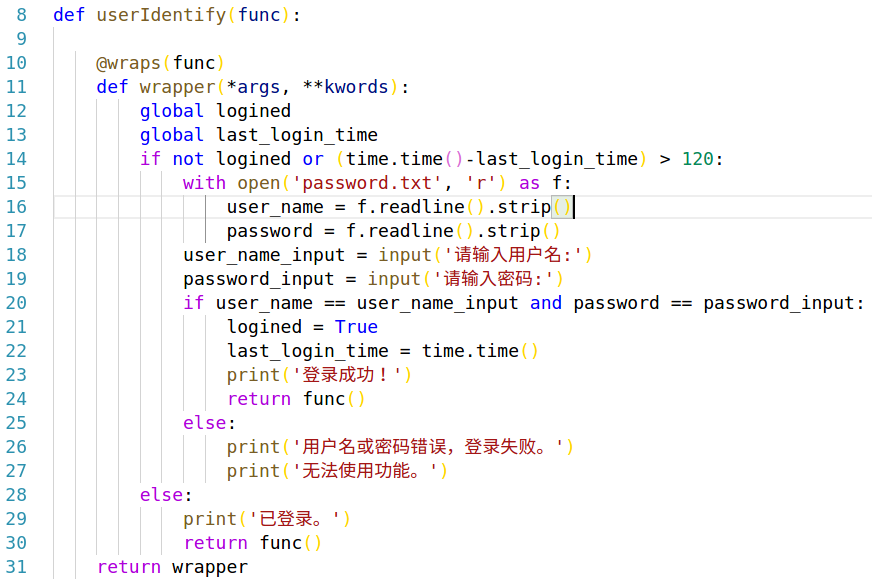 8 def userIdentify(func):
9
10     @wraps(func)
11     def wrapper(*args, **kwords):
12         global logined
13         global last_login_time
14         if not logined or (time.time()-last_login_time) > 120:
15             with open('password.txt', 'r') as f:
16                 user_name = f.readline().strip()
17                 password = f.readline().strip()
18             user_name_input = input('请输入用户名:')
19             password_input = input('请输入密码:')
20             if user_name == user_name_input and password == password_input:
21                 logined = True
22                 last_login_time = time.time()
23                 print('登录成功！')
24                 return func()
25             else:
26                 print('用户名或密码错误，登录失败。')
27                 print('无法使用功能。')
28         else:
29             print('已登录。')
30             return func()
31     return wrapper